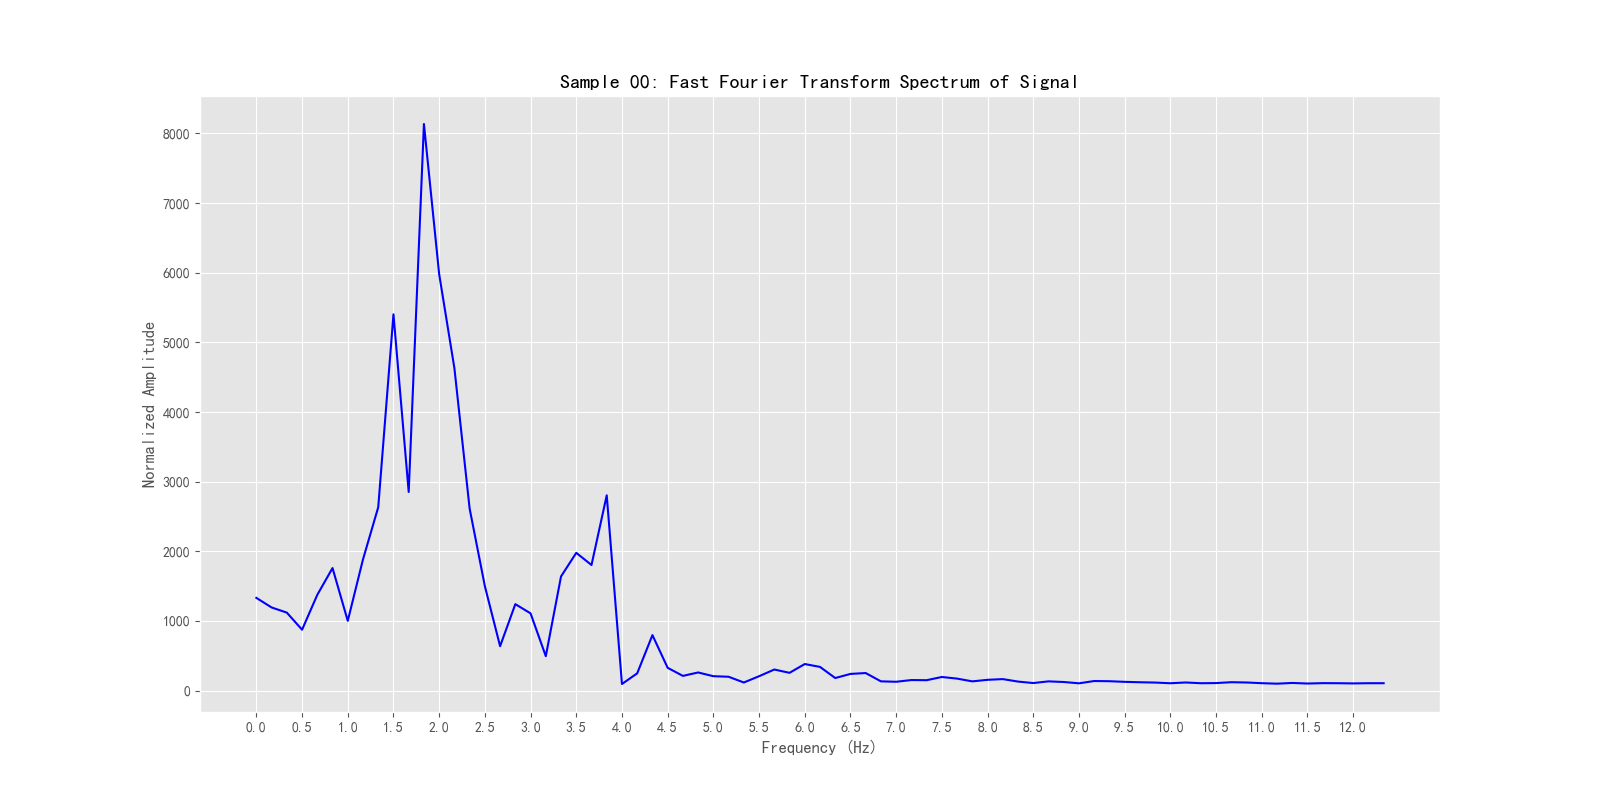 Sample 00: Fast Fourier Transform Spectrum of Signal
8000
7000
6000
5000
4000
3000
2000
1000
0
Normalized Amplitude
0.0 0.5 1.0 1.5 2.0 2.5 3.0 3.5 4.0 4.5 5.0 5.5 6.0 6.5 7.0 7.5 8.0 8.5 9.0 9.5 10.0 10.5 11.0 11.5 12.0
Frequency (Hz)